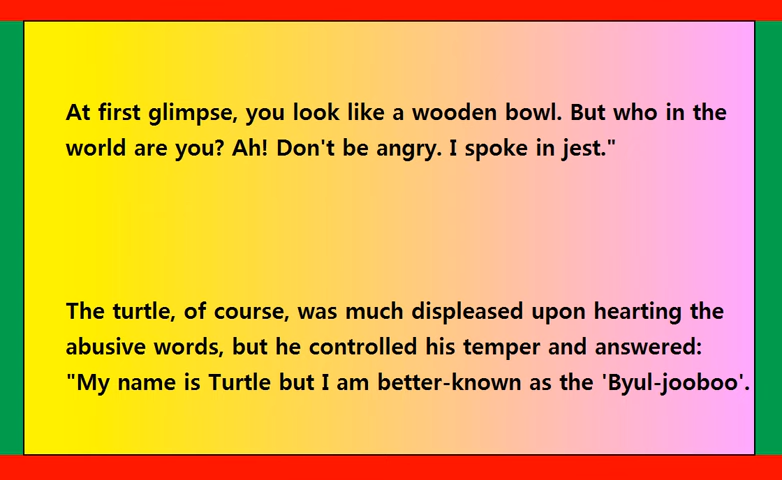 At first glimpse, you look like a wooden bowl. But who in the
world are you? Ah! Don't be angry. I spoke in jest."
The turtle, of course, was much displeased upon hearting the
abusive words, but he controlled his temper and answered:
"My name is Turtle but I am better-known as the 'Byul-jooboo'.